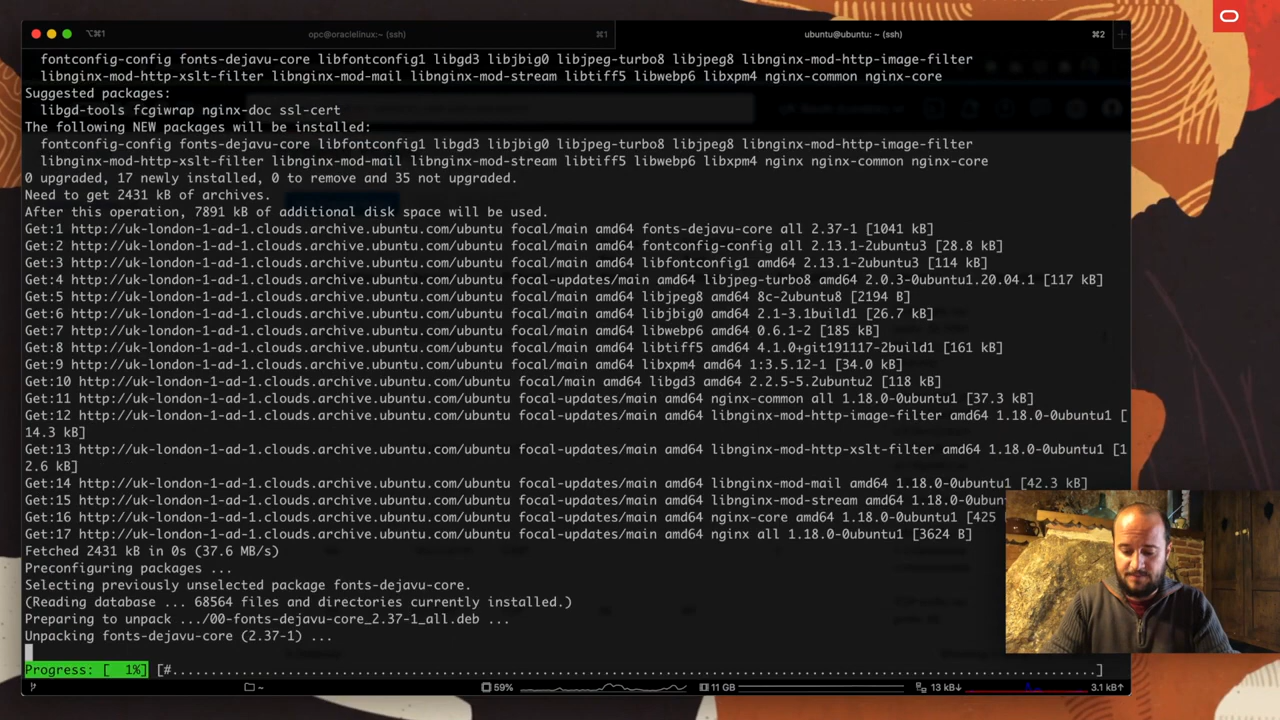 ⌥⌘1 opc@oraclelinux:~ (ssh) ⌘1 ubuntu@ubuntu: ~ (ssh) ⌘2
fontconfig-config fonts-dejavu-core libfontconfig1 libgd3 libjbig0 libjpeg-turbo8 libjpeg8 libnginx-mod-http-image-filter
libnginx-mod-http-xslt-filter libnginx-mod-mail libnginx-mod-stream libtiff5 libwebp6 libxpm4 nginx-common nginx-core
Suggested packages:
libgd-tools fcgiwrap nginx-doc ssl-cert
The following NEW packages will be installed:
fontconfig-config fonts-dejavu-core libfontconfig1 libgd3 libjbig0 libjpeg-turbo8 libjpeg8 libnginx-mod-http-image-filter
libnginx-mod-http-xslt-filter libnginx-mod-mail libnginx-mod-stream libtiff5 libwebp6 libxpm4 nginx nginx-common nginx-core
0 upgraded, 17 newly installed, 0 to remove and 35 not upgraded.
Need to get 2431 kB of archives.
After this operation, 7891 kB of additional disk space will be used.
Get:1 http://uk-london-1-ad-1.clouds.archive.ubuntu.com/ubuntu focal/main amd64 fonts-dejavu-core all 2.37-1 [1041 kB]
Get:2 http://uk-london-1-ad-1.clouds.archive.ubuntu.com/ubuntu focal/main amd64 fontconfig-config all 2.13.1-2ubuntu3 [28.8 kB]
Get:3 http://uk-london-1-ad-1.clouds.archive.ubuntu.com/ubuntu focal/main amd64 libfontconfig1 amd64 2.13.1-2ubuntu3 [114 kB]
Get:4 http://uk-london-1-ad-1.clouds.archive.ubuntu.com/ubuntu focal-updates/main amd64 libjpeg-turbo8 amd64 2.0.3-0ubuntu1.20.04.1 [117 kB]
Get:5 http://uk-london-1-ad-1.clouds.archive.ubuntu.com/ubuntu focal/main amd64 libjpeg8 amd64 8c-2ubuntu8 [2194 B]
Get:6 http://uk-london-1-ad-1.clouds.archive.ubuntu.com/ubuntu focal/main amd64 libjbig0 amd64 2.1-3.1build1 [26.7 kB]
Get:7 http://uk-london-1-ad-1.clouds.archive.ubuntu.com/ubuntu focal/main amd64 libwebp6 amd64 0.6.1-2 [185 kB]
Get:8 http://uk-london-1-ad-1.clouds.archive.ubuntu.com/ubuntu focal/main amd64 libtiff5 amd64 4.1.0+git191117-2build1 [161 kB]
Get:9 http://uk-london-1-ad-1.clouds.archive.ubuntu.com/ubuntu focal/main amd64 libxpm4 amd64 1:3.5.12-1 [34.0 kB]
Get:10 http://uk-london-1-ad-1.clouds.archive.ubuntu.com/ubuntu focal/main amd64 libgd3 amd64 2.2.5-5.2ubuntu2 [118 kB]
Get:11 http://uk-london-1-ad-1.clouds.archive.ubuntu.com/ubuntu focal-updates/main amd64 nginx-common all 1.18.0-0ubuntu1 [37.3 kB]
Get:12 http://uk-london-1-ad-1.clouds.archive.ubuntu.com/ubuntu focal-updates/main amd64 libnginx-mod-http-image-filter amd64 1.18.0-0ubuntu1 [
14.3 kB]
Get:13 http://uk-london-1-ad-1.clouds.archive.ubuntu.com/ubuntu focal-updates/main amd64 libnginx-mod-http-xslt-filter amd64 1.18.0-0ubuntu1 [1
2.6 kB]
Get:14 http://uk-london-1-ad-1.clouds.archive.ubuntu.com/ubuntu focal-updates/main amd64 libnginx-mod-mail amd64 1.18.0-0ubuntu1 [42.3 kB]
Get:15 http://uk-london-1-ad-1.clouds.archive.ubuntu.com/ubuntu focal-updates/main amd64 libnginx-mod-stream amd64 1.18.0-0ubun
Get:16 http://uk-london-1-ad-1.clouds.archive.ubuntu.com/ubuntu focal-updates/main amd64 nginx-core amd64 1.18.0-0ubuntu1 [425
Get:17 http://uk-london-1-ad-1.clouds.archive.ubuntu.com/ubuntu focal-updates/main amd64 nginx all 1.18.0-0ubuntu1 [3624 B]
Fetched 2431 kB in 0s (37.6 MB/s)
Preconfiguring packages ...
Selecting previously unselected package fonts-dejavu-core.
(Reading database ... 68564 files and directories currently installed.)
Preparing to unpack .../00-fonts-dejavu-core_2.37-1_all.deb ...
Unpacking fonts-dejavu-core (2.37-1) ...
Progress: [  1%] [#..........................................................................................................................]
~ 59% 11 GB 13 kB↓ 3.1 kB↑